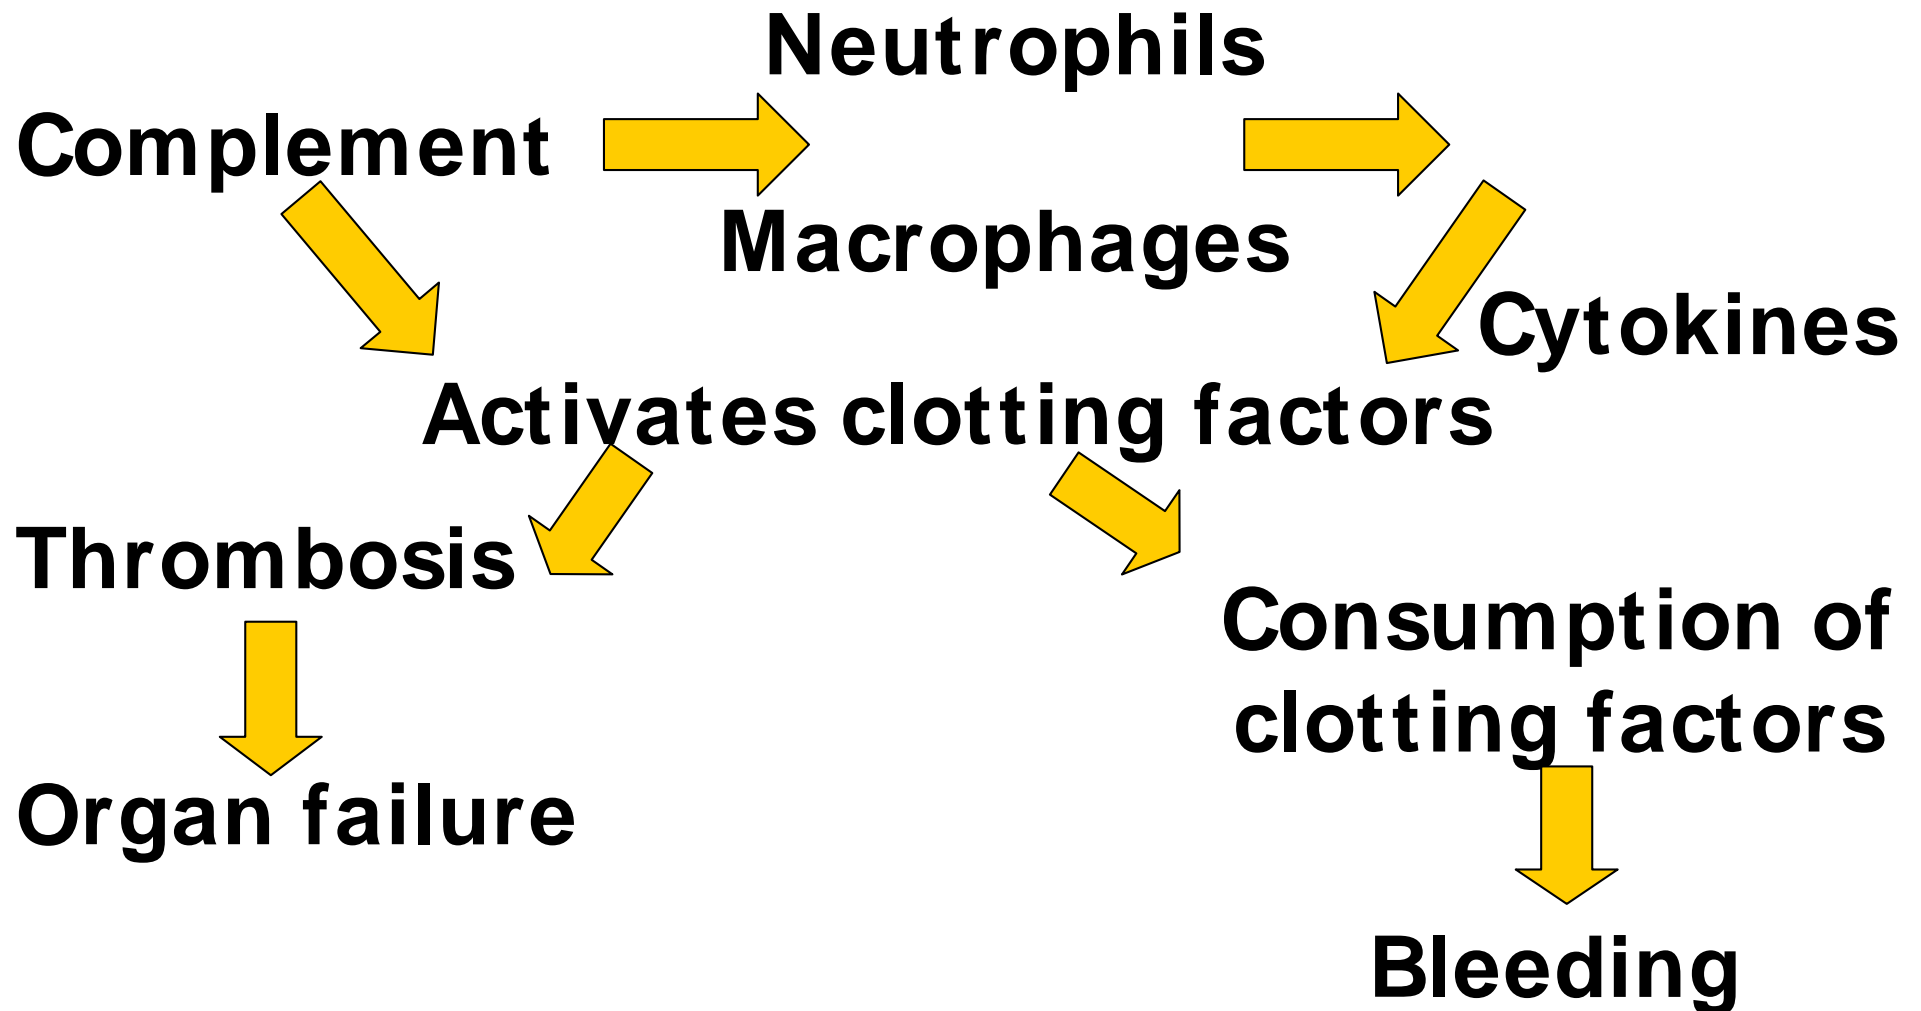 Neutrophils
Complement
Macrophages
Cytokines
Activates clotting factors
Thrombosis
Consumption of
clotting factors
Organ failure
Bleeding